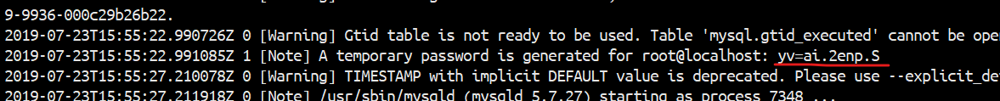 9-9936-000c29b26b22.
2019-07-23T15:55:22.990726Z 0 [Warning] Gtid table is not ready to be used. Table 'mysql.gtid_executed' cannot be ope
2019-07-23T15:55:22.991085Z 1 [Note] A temporary password is generated for root@localhost: yv=ai.2enp.S
2019-07-23T15:55:27.210078Z 0 [Warning] TIMESTAMP with implicit DEFAULT value is deprecated. Please use --explicit_de
2019-07-23T15:55:27.211918Z 0 [Note] /usr/sbin/mysqld (mysqld 5.7.27) starting as process 7348 ...